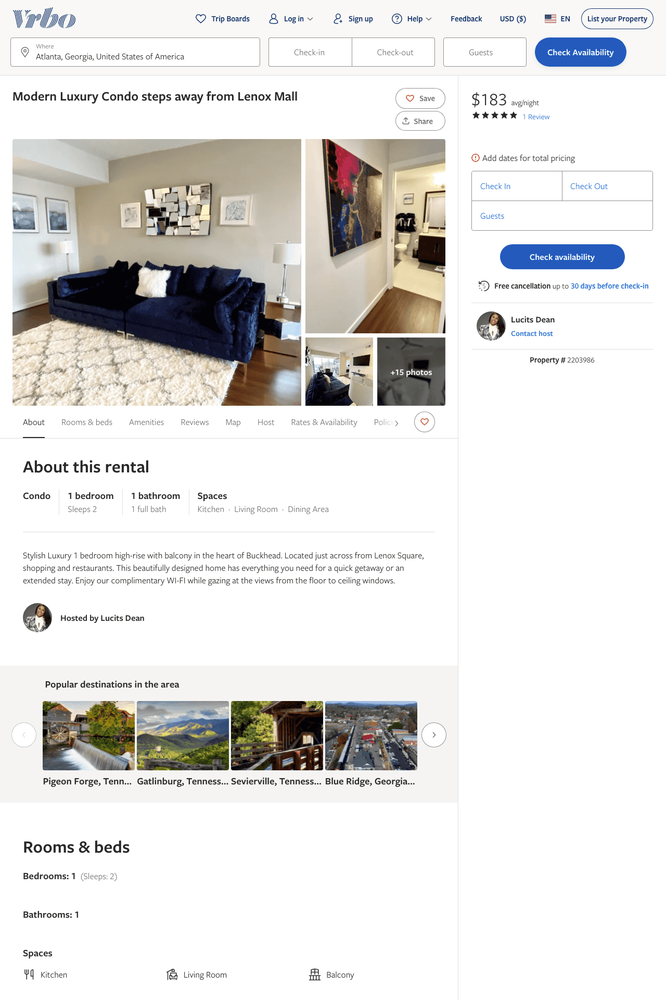 Vrbo
Trip Boards
Log in
Sign up
Help
Feedback
USD ($)
EN
List your Property
Where
Atlanta, Georgia, United States of America
Check-in
Check-out
Guests
Check Availability
Modern Luxury Condo steps away from Lenox Mall
Save
Share
+15 photos
$183 avg/night
1 Review
Add dates for total pricing
Check In
Check Out
Guests
Check availability
Free cancellation up to 30 days before check-in
Lucits Dean
Contact host
Property # 2203986
About
Rooms & beds
Amenities
Reviews
Map
Host
Rates & Availability
Polici
About this rental
Condo
1 bedroom
Sleeps 2
1 bathroom
1 full bath
Spaces
Kitchen · Living Room · Dining Area
Stylish Luxury 1 bedroom high-rise with balcony in the heart of Buckhead. Located just across from Lenox Square,
shopping and restaurants. This beautifully designed home has everything you need for a quick getaway or an
extended stay. Enjoy our complimentary WI-FI while gazing at the views from the floor to ceiling windows.
Hosted by Lucits Dean
Popular destinations in the area
Pigeon Forge, Tenn...
Gatlinburg, Tenness...
Sevierville, Tenness...
Blue Ridge, Georgia...
Rooms & beds
Bedrooms: 1 (Sleeps: 2)
Bathrooms: 1
Spaces
Kitchen
Living Room
Balcony